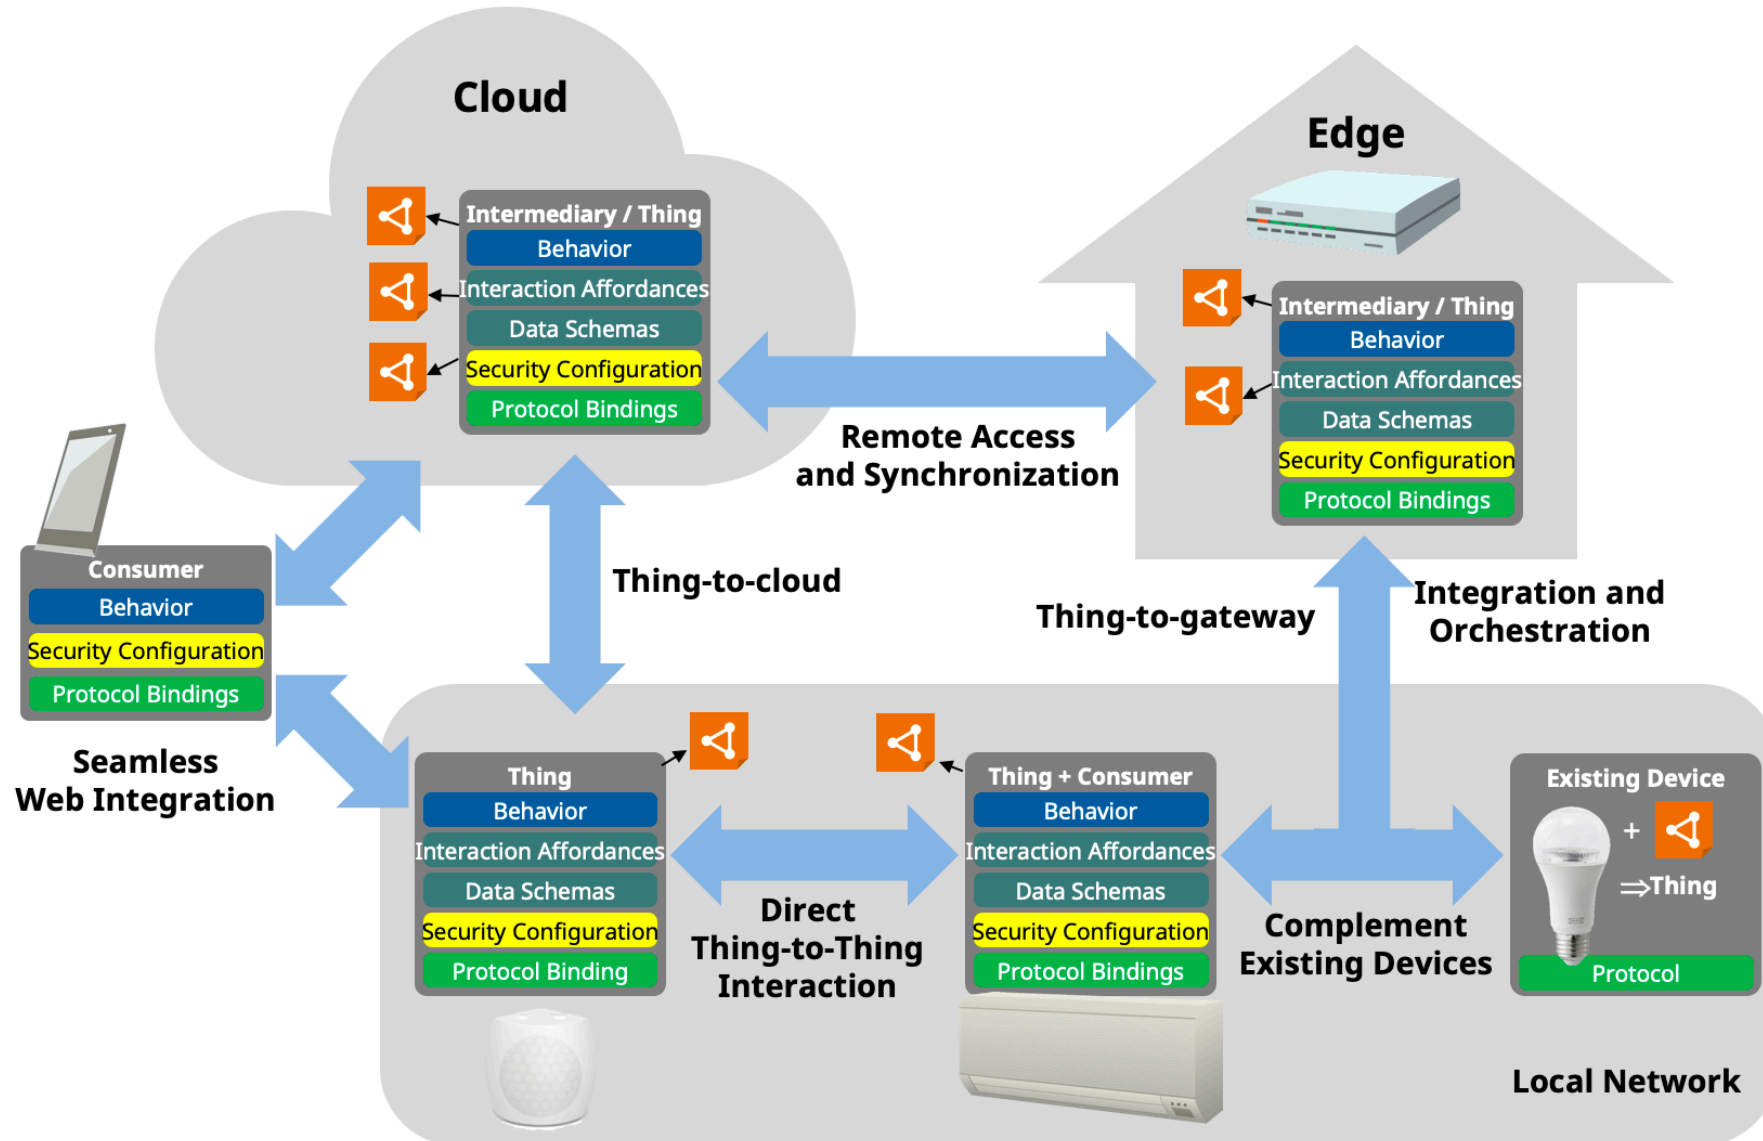 Cloud
Intermediary / Thing
Behavior
Interaction Affordances
Data Schemas
Security Configuration
Protocol Bindings
Edge
Intermediary / Thing
Behavior
Interaction Affordances
Data Schemas
Security Configuration
Protocol Bindings
Remote Access
and Synchronization
Consumer
Behavior
Security Configuration
Protocol Bindings
Thing-to-cloud
Thing-to-gateway
Integration and
Orchestration
Seamless
Web Integration
Thing
Behavior
Interaction Affordances
Data Schemas
Security Configuration
Protocol Binding
Direct
Thing-to-Thing
Interaction
Thing + Consumer
Behavior
Interaction Affordances
Data Schemas
Security Configuration
Protocol Bindings
Complement
Existing Devices
Existing Device
+
⇒Thing
Protocol
Local Network